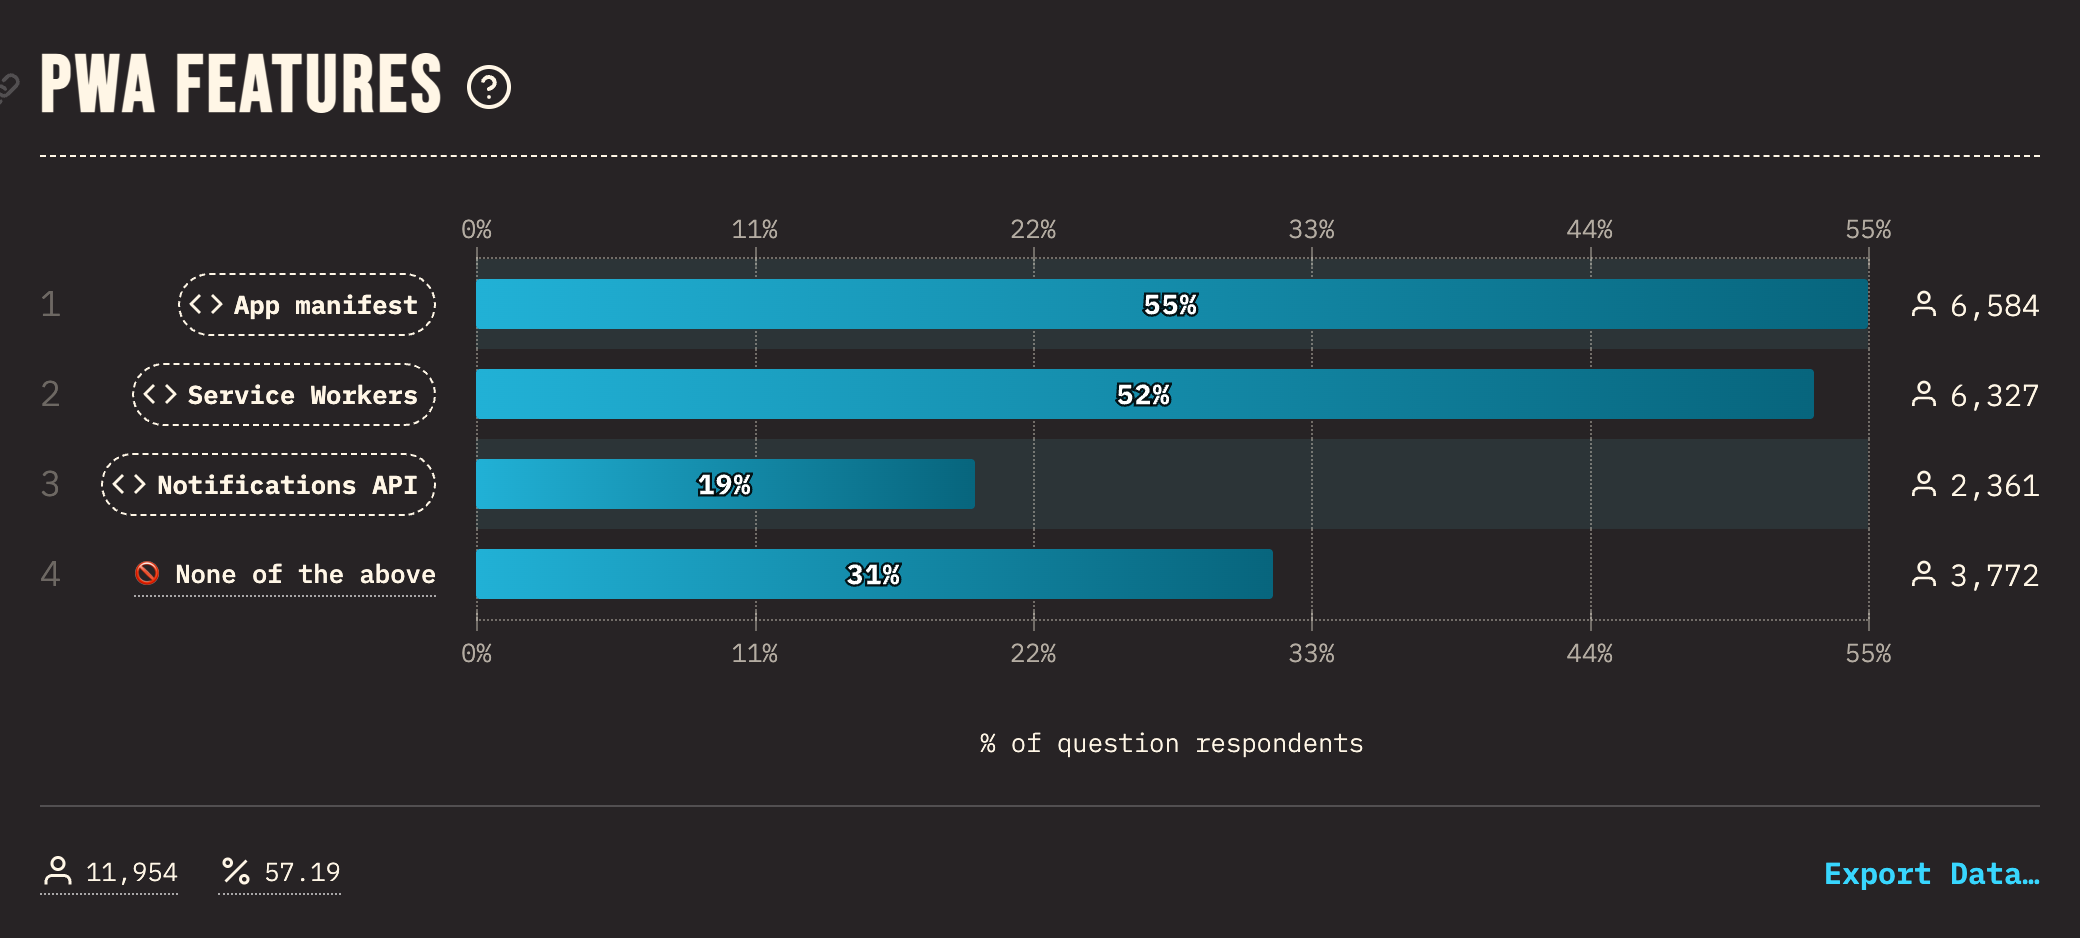 PWA FEATURES ?
0% 11% 22% 33% 44% 55%
1 <> App manifest 55% 6,584
2 <> Service Workers 52% 6,327
3 <> Notifications API 19% 2,361
4 🚫 None of the above 31% 3,772
0% 11% 22% 33% 44% 55%
% of question respondents
11,954 % 57.19 Export Data…